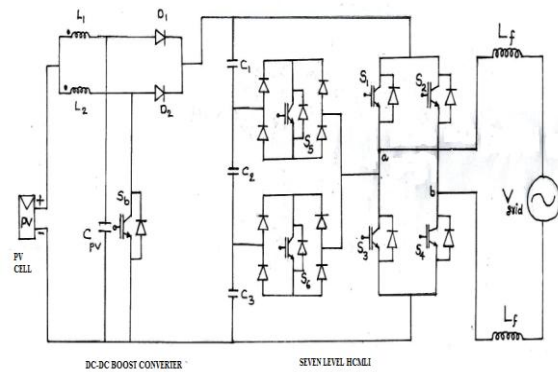 L1
D1
L2
D2
C1
C2
C3
S5
S6
S1
S2
S3
S4
a
b
Lf
Vgrid
Lf
PV
+
-
C PV
Sb
PV
CELL
DC-DC BOOST CONVERTER
SEVEN LEVEL HCMLI